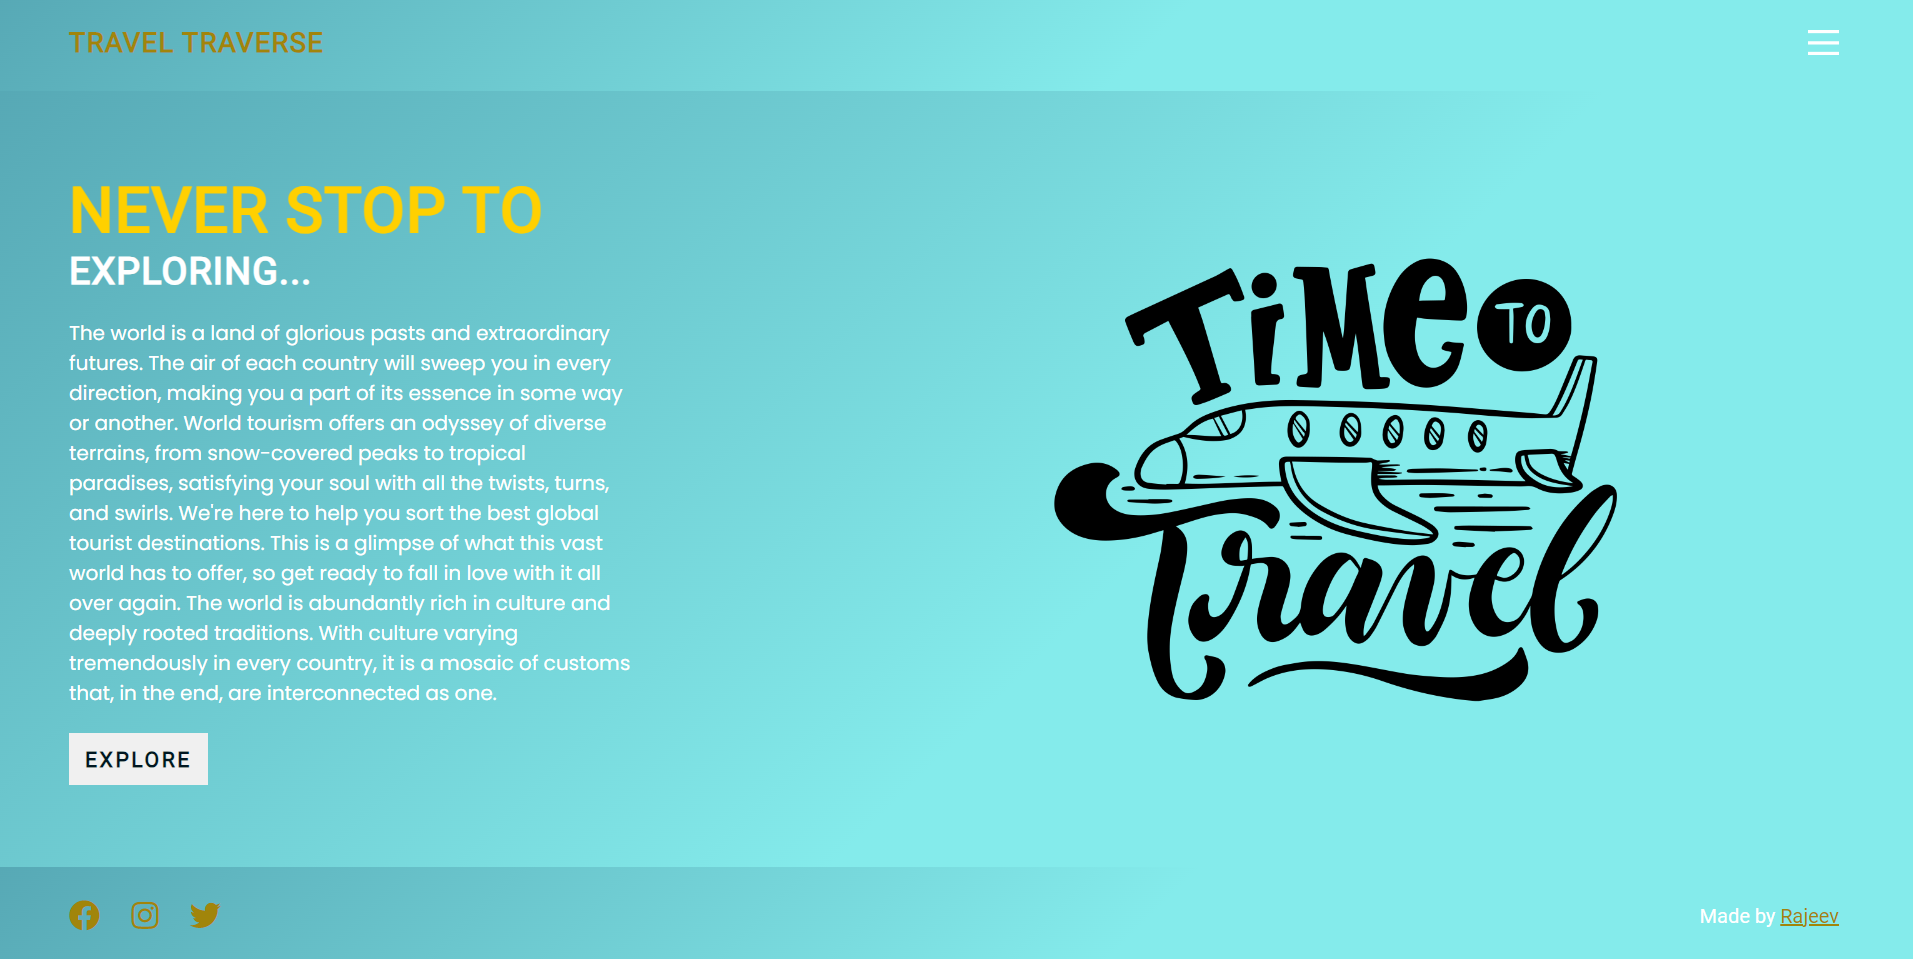 TRAVEL TRAVERSE
NEVER STOP TO
EXPLORING...
The world is a land of glorious pasts and extraordinary
futures. The air of each country will sweep you in every
direction, making you a part of its essence in some way
or another. World tourism offers an odyssey of diverse
terrains, from snow-covered peaks to tropical
paradises, satisfying your soul with all the twists, turns,
and swirls. We're here to help you sort the best global
tourist destinations. This is a glimpse of what this vast
world has to offer, so get ready to fall in love with it all
over again. The world is abundantly rich in culture and
deeply rooted traditions. With culture varying
tremendously in every country, it is a mosaic of customs
that, in the end, are interconnected as one.
EXPLORE
TiMe TO
Travel
Made by Rajeev